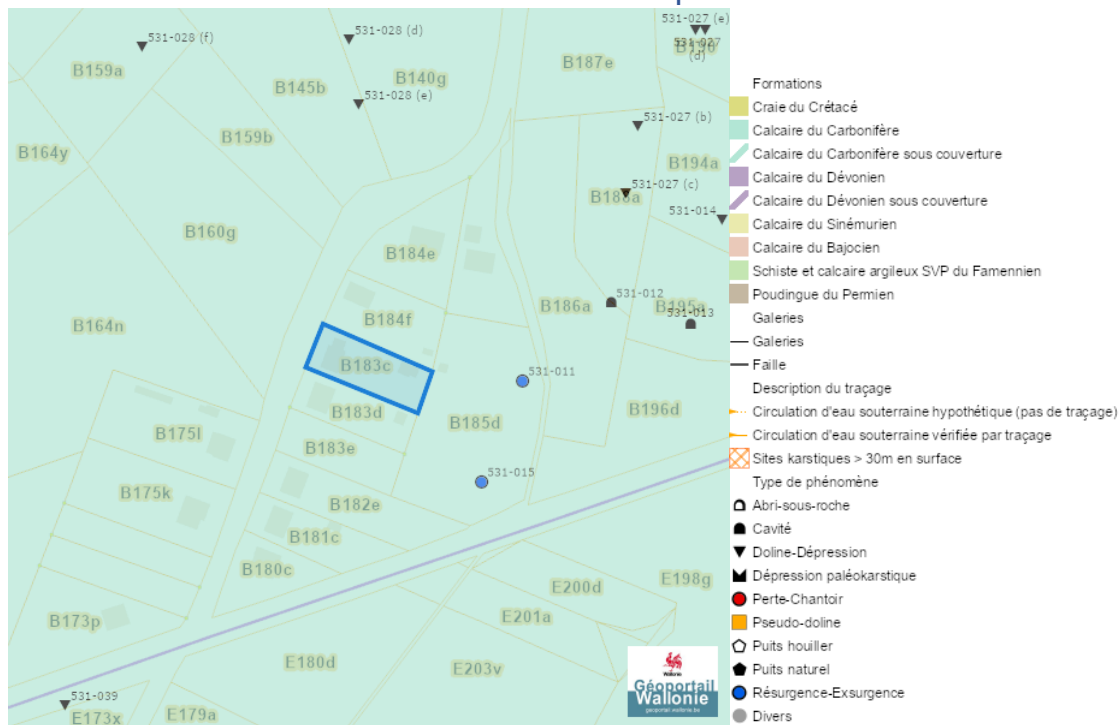 531-027 (e)
531-028 (f)
531-028 (d)
531-027
(d)
B190
B159a
B145b
B140g
B187e
531-028 (e)
531-027 (b)
B159b
B164y
B194a
531-027 (c)
B186a
531-014
B160g
B184e
531-012
B186a
B195a
531-013
B164n
B184f
B183c
531-011
B183d
B185d
B196d
B175l
B183e
531-015
B175k
B182e
B181c
B180c
E200d
E198g
B173p
E201a
E180d
E203v
531-039
E173x
E179a
Wallonie
Géoportail
Wallonie
geoportail.wallonie.be
Formations
Craie du Crétacé
Calcaire du Carbonifère
Calcaire du Carbonifère sous couverture
Calcaire du Dévonien
Calcaire du Dévonien sous couverture
Calcaire du Sinémurien
Calcaire du Bajocien
Schiste et calcaire argileux SVP du Famennien
Poudingue du Permien
Galeries
Galeries
Faille
Description du traçage
Circulation d'eau souterraine hypothétique (pas de traçage)
Circulation d'eau souterraine vérifiée par traçage
Sites karstiques > 30m en surface
Type de phénomène
Abri-sous-roche
Cavité
Doline-Dépression
Dépression paléokarstique
Perte-Chantoir
Pseudo-doline
Puits houiller
Puits naturel
Résurgence-Exsurgence
Divers